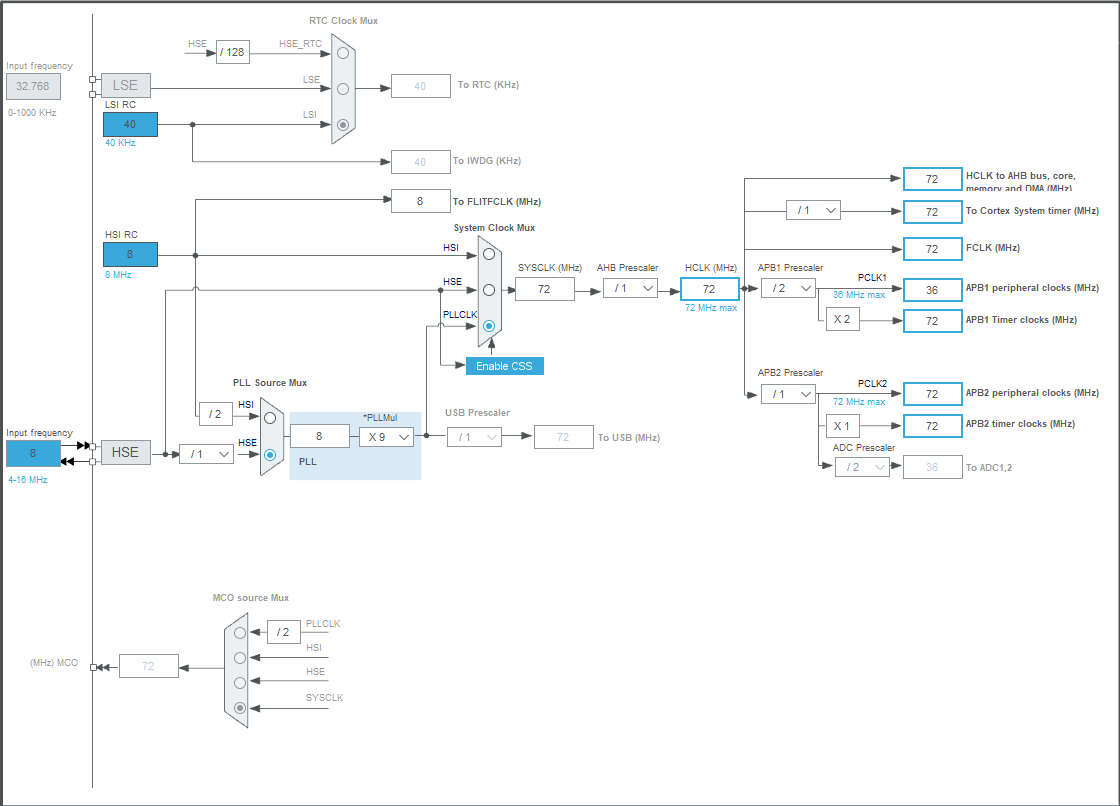 RTC Clock Mux
HSE
/ 128
HSE_RTC
Input frequency
32.768
0-1000 KHz
LSE
LSE
40
To RTC (KHz)
LSI RC
40
40 KHz
LSI
40
To IWDG (KHz)
8
To FLITFCLK (MHz)
System Clock Mux
HSI RC
8
8 MHz
HSI
HSE
PLLCLK
Enable CSS
SYSCLK (MHz)
72
AHB Prescaler
/ 1
HCLK (MHz)
72
72 MHz max
72
HCLK to AHB bus, core,
memory and DMA (MHz)
/ 1
72
To Cortex System timer (MHz)
72
FCLK (MHz)
APB1 Prescaler
/ 2
PCLK1
36 MHz max
36
APB1 peripheral clocks (MHz)
X 2
72
APB1 Timer clocks (MHz)
APB2 Prescaler
/ 1
PCLK2
72 MHz max
72
APB2 peripheral clocks (MHz)
X 1
72
APB2 timer clocks (MHz)
ADC Prescaler
/ 2
36
To ADC1,2
PLL Source Mux
/ 2
HSI
Input frequency
8
4-16 MHz
HSE
/ 1
HSE
8
*PLLMul
X 9
PLL
USB Prescaler
/ 1
72
To USB (MHz)
MCO source Mux
/ 2
PLLCLK
HSI
HSE
SYSCLK
(MHz) MCO
72